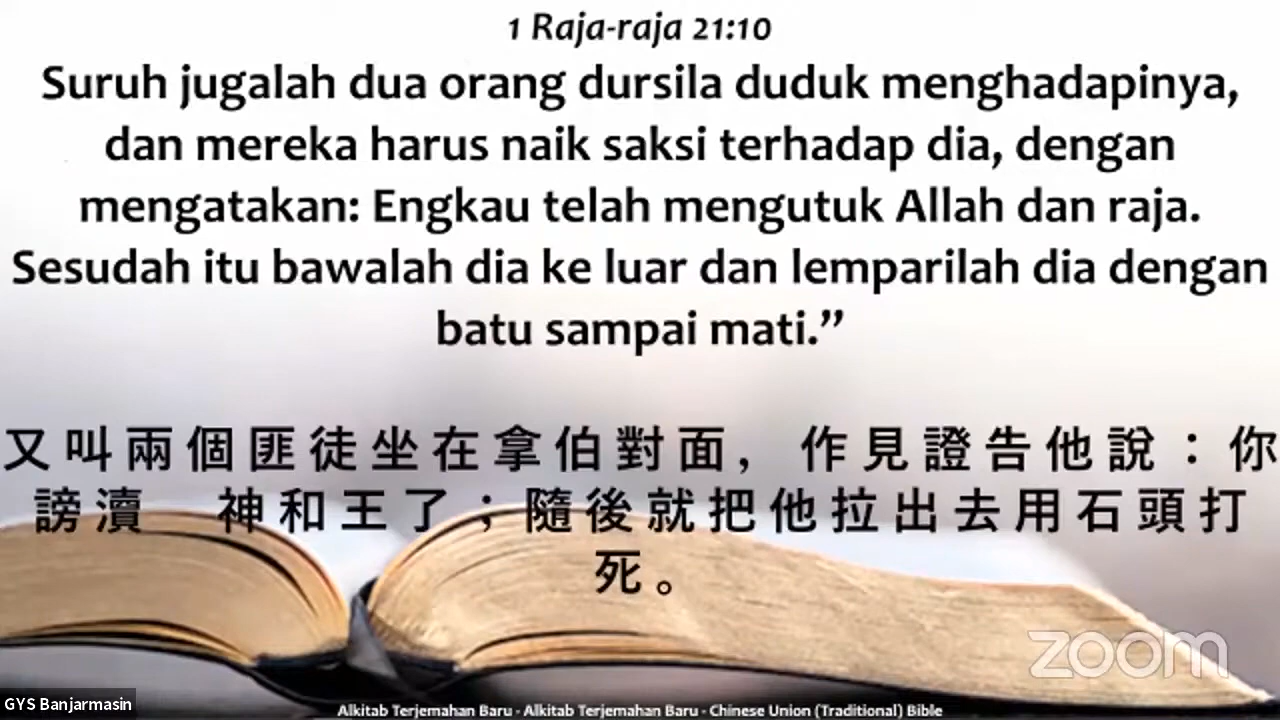 1 Raja-raja 21:10
Suruh jugalah dua orang dursila duduk menghadapinya,
dan mereka harus naik saksi terhadap dia, dengan
mengatakan: Engkau telah mengutuk Allah dan raja.
Sesudah itu bawalah dia ke luar dan lemparilah dia dengan
batu sampai mati.”
又叫兩個匪徒坐在拿伯對面，作見證告他說：你
謗瀆　神和王了；隨後就把他拉出去用石頭打
死。
zoom
GYS Banjarmasin
Alkitab Terjemahan Baru - Alkitab Terjemahan Baru - Chinese Union (Traditional) Bible